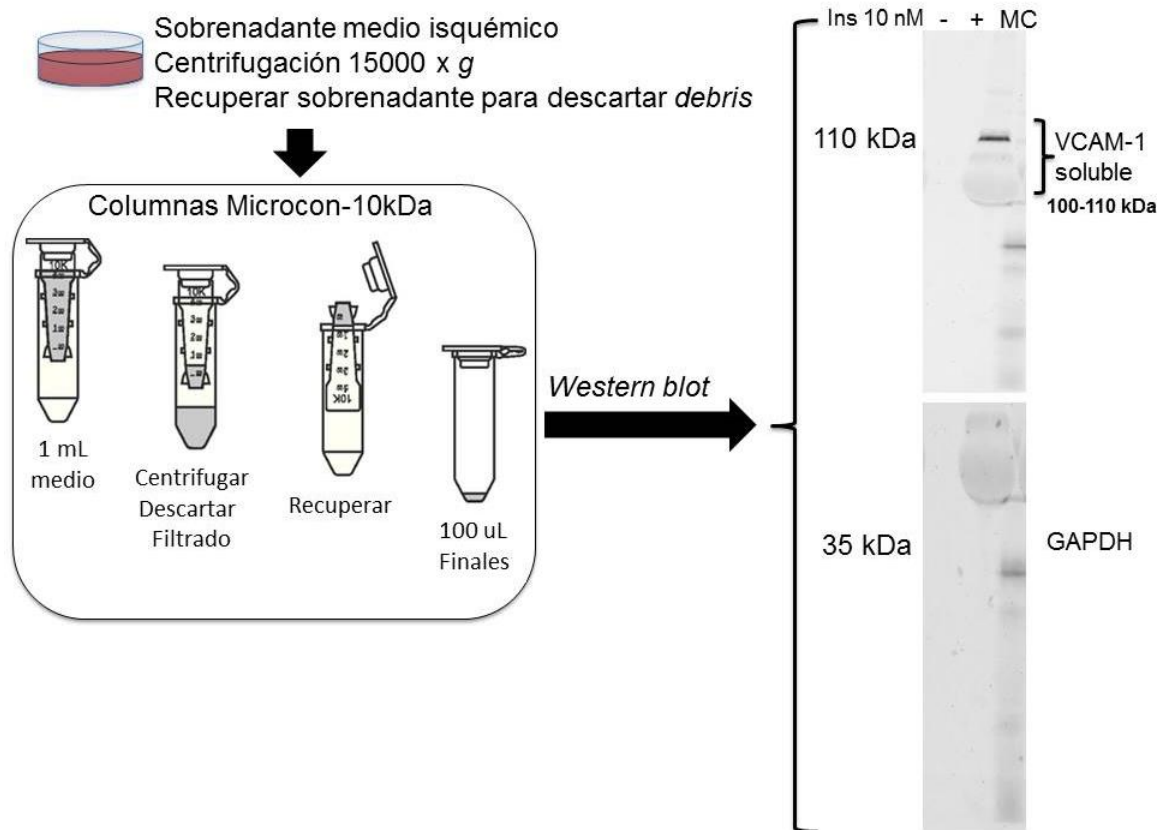 Sobrenadante medio isquémico
Centrifugación 15000 x g
Recuperar sobrenadante para descartar debris
Columnas Microcon-10kDa
1 mL
medio
Centrifugar
Descartar
Filtrado
Recuperar
100 uL
Finales
Western blot
Ins 10 nM - + MC
110 kDa
VCAM-1
soluble
100-110 kDa
35 kDa
GAPDH